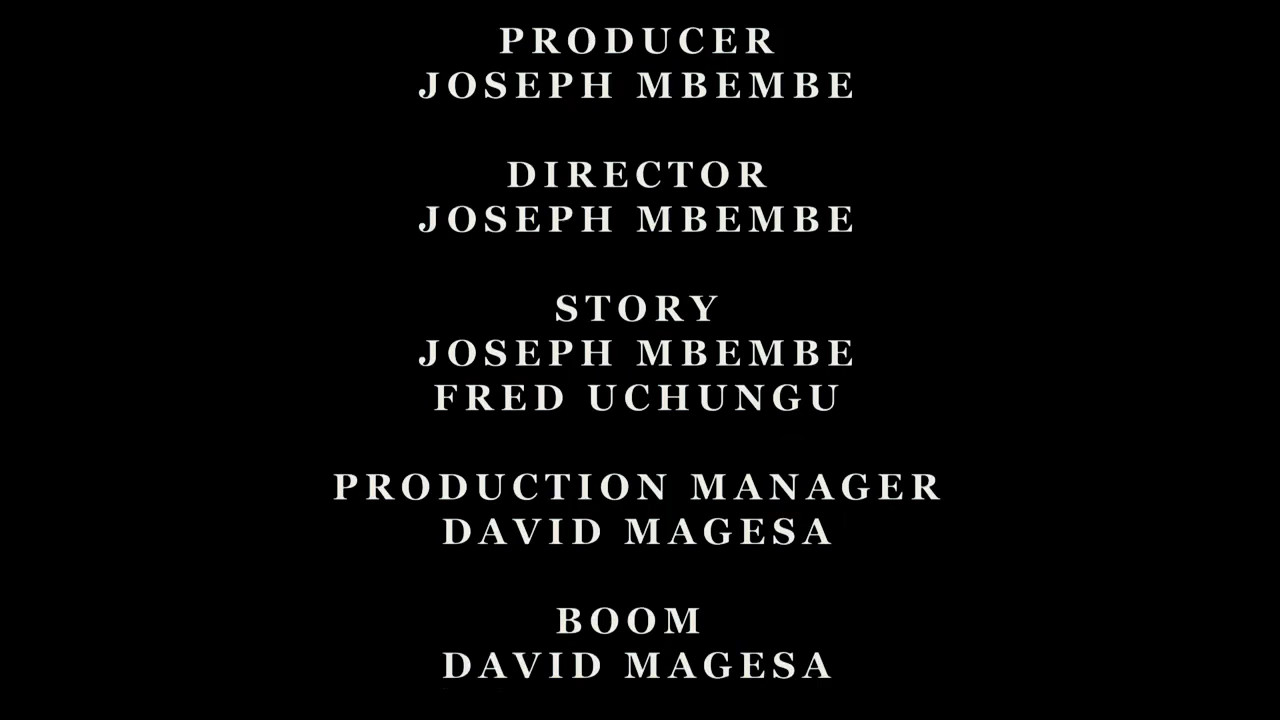 PRODUCER
JOSEPH MBEMBE
DIRECTOR
JOSEPH MBEMBE
STORY
JOSEPH MBEMBE
FRED UCHUNGU
PRODUCTION MANAGER
DAVID MAGESA
BOOM
DAVID MAGESA